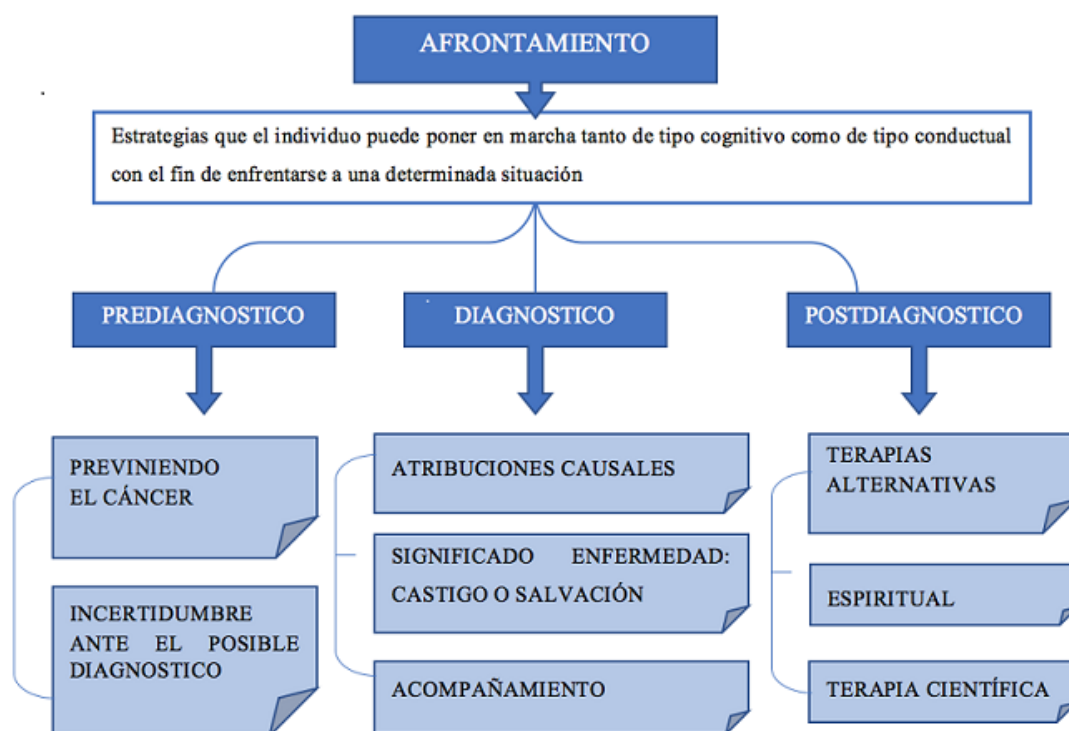 AFRONTAMIENTO
Estrategias que el individuo puede poner en marcha tanto de tipo cognitivo como de tipo conductual
con el fin de enfrentarse a una determinada situación
PREDIAGNOSTICO
DIAGNOSTICO
POSTDIAGNOSTICO
PREVINIENDO
EL CÁNCER
INCERTIDUMBRE
ANTE EL POSIBLE
DIAGNOSTICO
ATRIBUCIONES CAUSALES
SIGNIFICADO ENFERMEDAD:
CASTIGO O SALVACIÓN
ACOMPAÑAMIENTO
TERAPIAS
ALTERNATIVAS
ESPIRITUAL
TERAPIA CIENTÍFICA